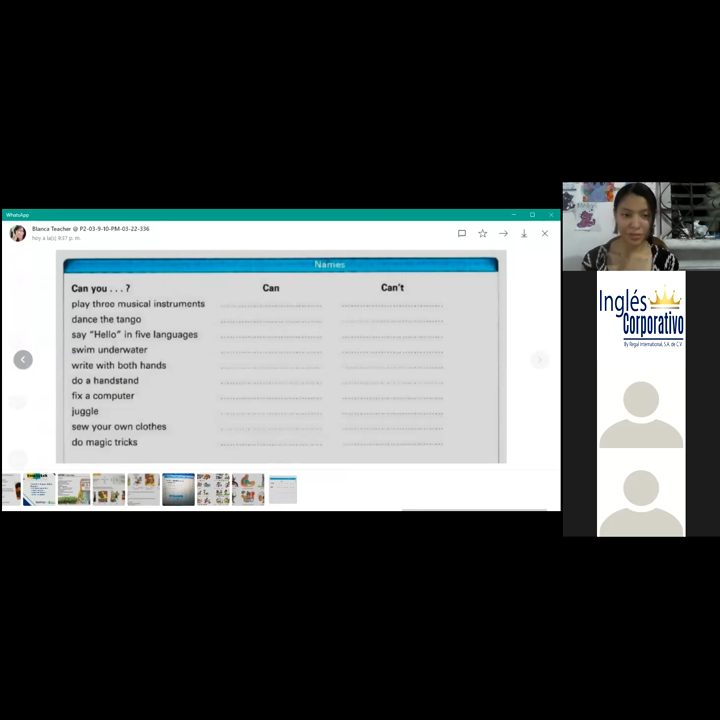 WhatsApp
Blanca Teacher @ P2-03-9-10-PM-03-22-336
hoy a la(s) 9:37 p. m.
Names
Can you . . . ? Can Can't
play three musical instruments
dance the tango
say “Hello” in five languages
swim underwater
write with both hands
do a handstand
fix a computer
juggle
sew your own clothes
do magic tricks
Inglés
Corporativo
By Regal International, S.A. de C.V